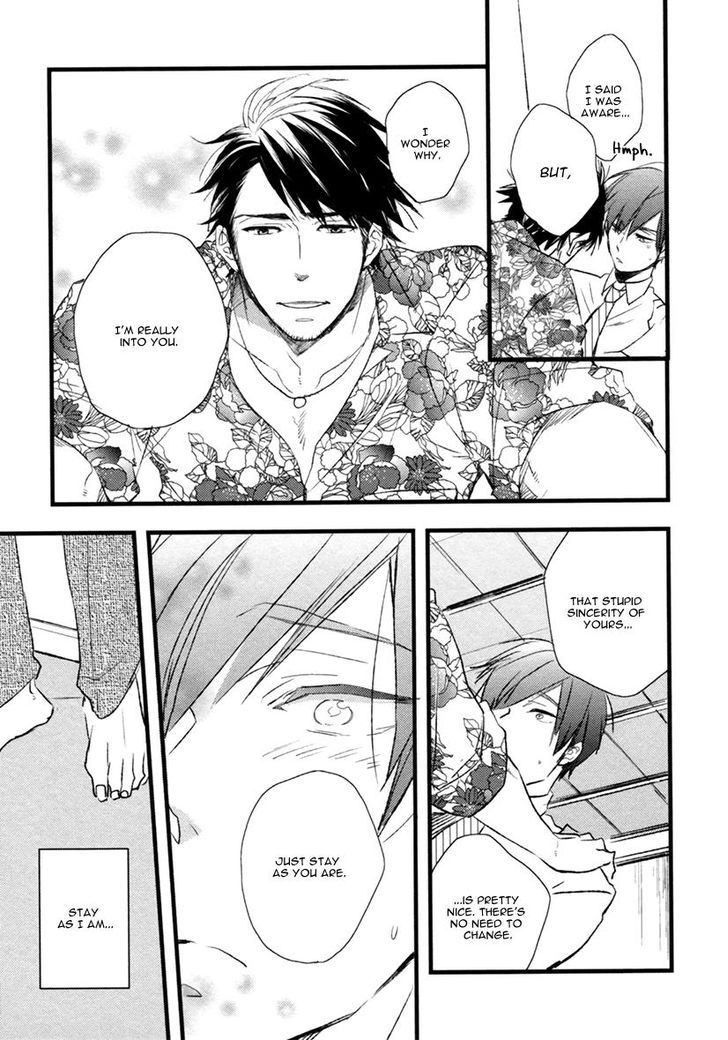 I SAID
I WAS
AWARE...
Hmph.
BUT,
I
WONDER
WHY.
I'M REALLY
INTO YOU.
THAT STUPID
SINCERITY OF
YOURS...
...IS PRETTY
NICE. THERE'S
NO NEED TO
CHANGE.
JUST STAY
AS YOU ARE.
STAY
AS I AM...